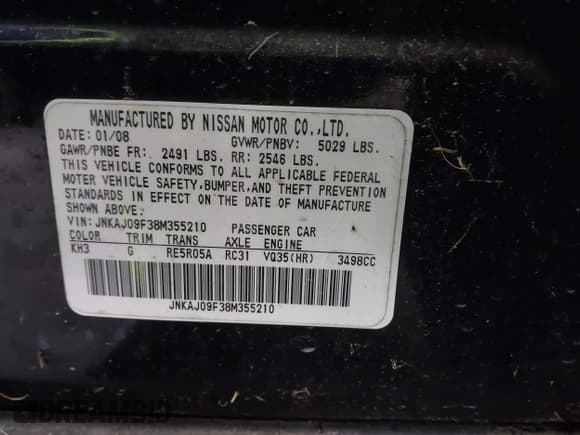 MANUFACTURED BY NISSAN MOTOR CO.,LTD.
DATE: 01/08 GVWR/PNBV: 5029 LBS.
GAWR/PNBE FR: 2491 LBS. RR: 2546 LBS.
THIS VEHICLE CONFORMS TO ALL APPLICABLE FEDERAL
MOTER VEHICLE SAFETY,BUMPER,AND THEFT PREVENTION
STANDARDS IN EFFECT ON THE DATE OF MANUFACTURE
SHOWN ABOVE:
VIN:JNKAJ09F38M355210 PASSENGER CAR
COLOR TRIM TRANS AXLE ENGINE
KH3 G RE5R05A RC31 VQ35(HR) 3498CC
JNKAJ09F38M355210
DREAMBID